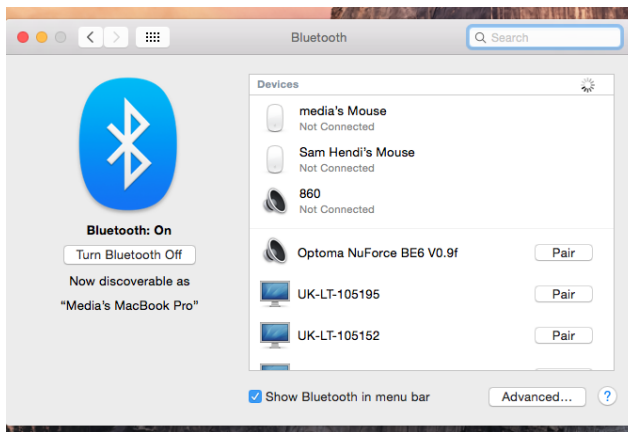 Bluetooth
Search
Devices
media's Mouse
Not Connected
Sam Hendi's Mouse
Not Connected
860
Not Connected
Optoma NuForce BE6 V0.9f
Pair
UK-LT-105195
Pair
UK-LT-105152
Pair
Bluetooth: On
Turn Bluetooth Off
Now discoverable as
“Media's MacBook Pro”
Show Bluetooth in menu bar
Advanced...
?